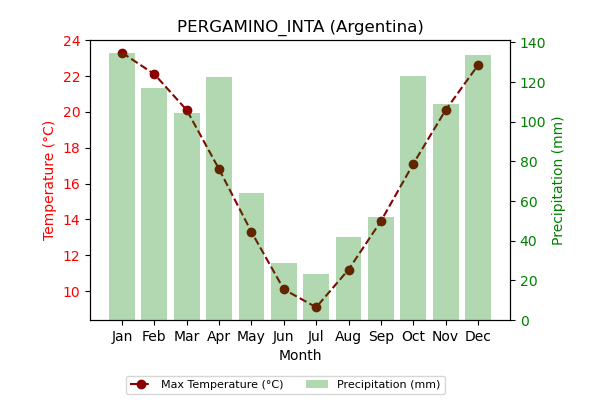 PERGAMINO_INTA (Argentina)
24
22
20
18
16
14
12
10
Temperature (°C)
140
120
100
80
60
40
20
0
Precipitation (mm)
Jan Feb Mar Apr May Jun Jul Aug Sep Oct Nov Dec
Month
Max Temperature (°C) Precipitation (mm)